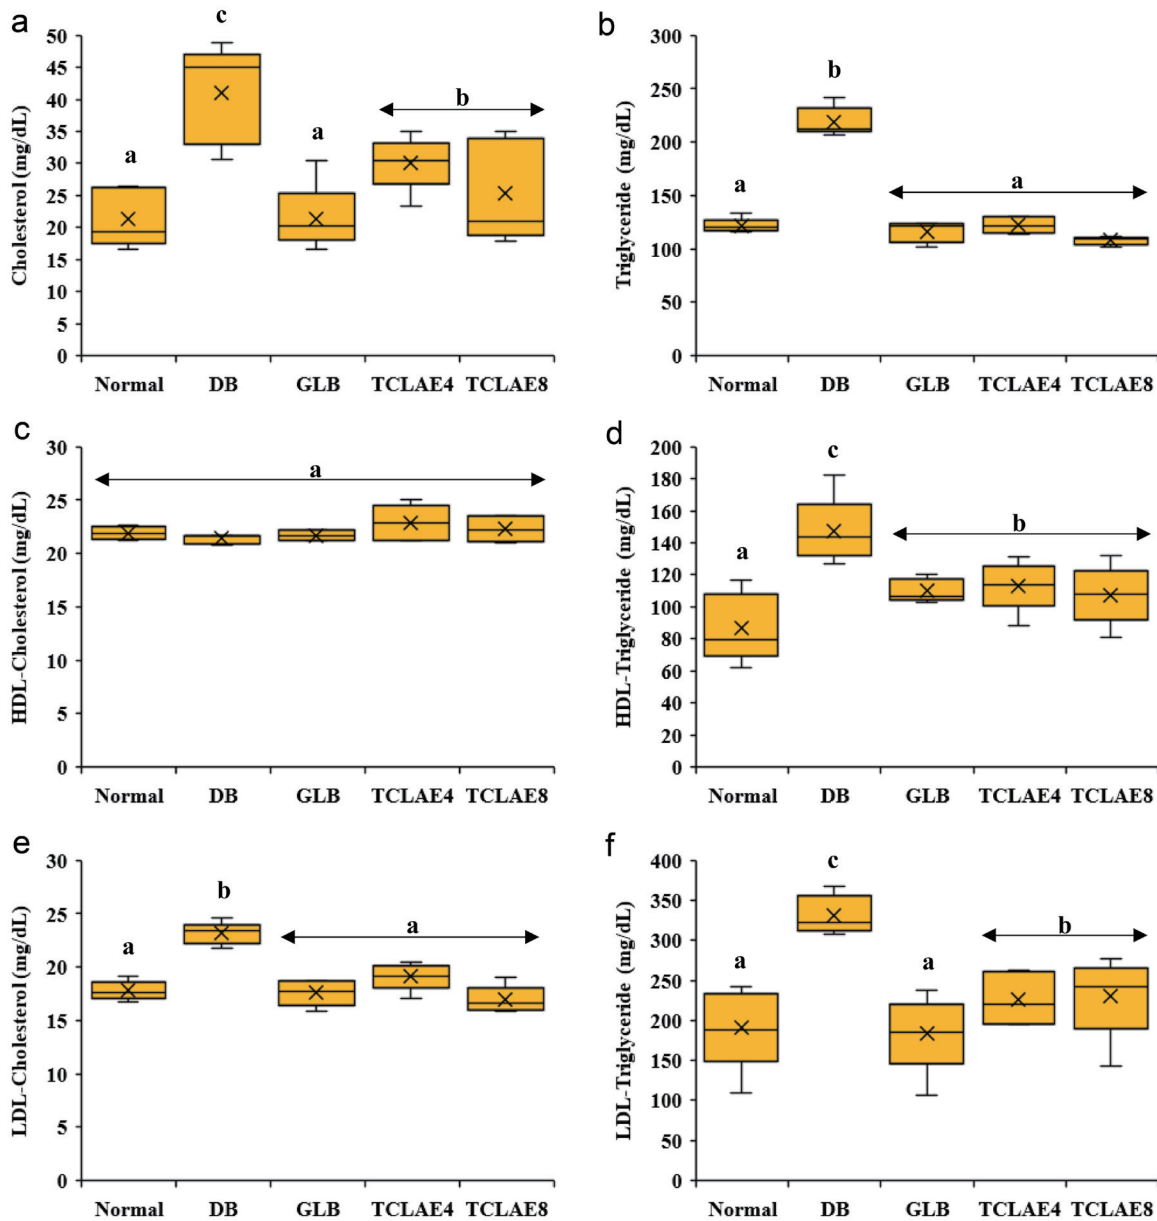 a
c
Cholesterol (mg/dL)
50
45
40
35
30
25
20
15
10
5
0
a
a
b
Normal DB GLB TCLAE4 TCLAE8
b
Triglyceride (mg/dL)
300
250
200
150
100
50
0
a
b
a
Normal DB GLB TCLAE4 TCLAE8
c
HDL-Cholesterol (mg/dL)
30
25
20
15
10
5
0
a
Normal DB GLB TCLAE4 TCLAE8
d
HDL-Triglyceride (mg/dL)
200
180
160
140
120
100
80
60
40
20
0
a
c
b
Normal DB GLB TCLAE4 TCLAE8
e
LDL-Cholesterol (mg/dL)
30
25
20
15
10
5
0
a
b
a
Normal DB GLB TCLAE4 TCLAE8
f
LDL-Triglyceride (mg/dL)
400
350
300
250
200
150
100
50
0
a
c
a
b
Normal DB GLB TCLAE4 TCLAE8